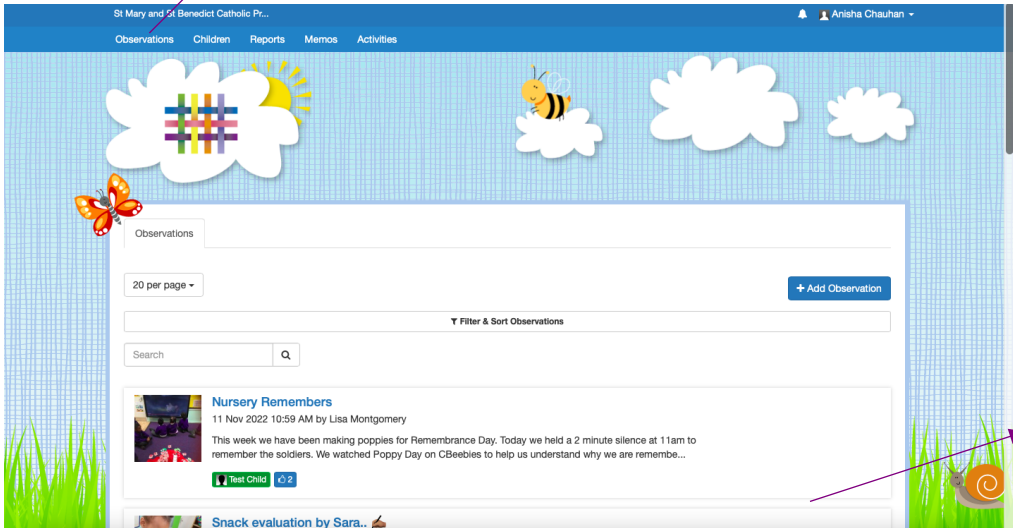 St Mary and St Benedict Catholic Pr...
Anisha Chauhan
Observations Children Reports Memos Activities
Observations
20 per page
+ Add Observation
Filter & Sort Observations
Search
Nursery Remembers
11 Nov 2022 10:59 AM by Lisa Montgomery
This week we have been making poppies for Remembrance Day. Today we held a 2 minute silence at 11am to
remember the soldiers. We watched Poppy Day on CBeebies to help us understand why we are remembe...
Test Child 2
Snack evaluation by Sara.. ✍🏾